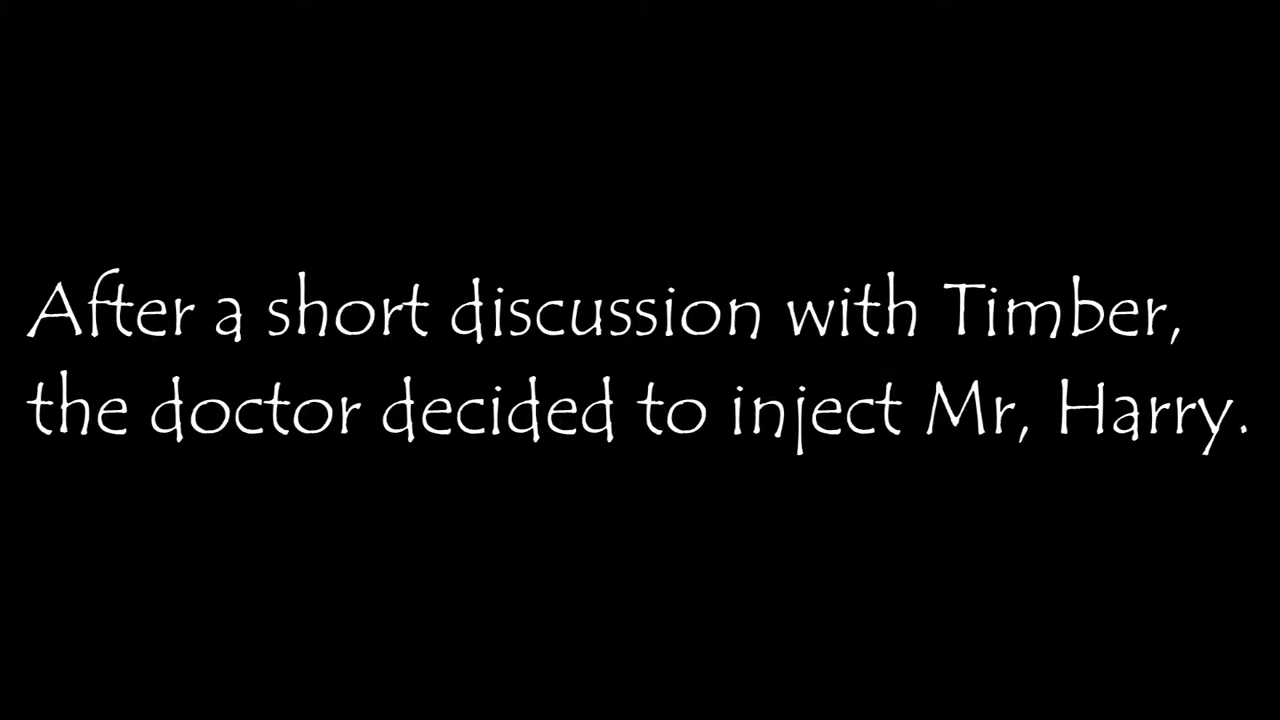 After a short discussion with Timber,
the doctor decided to inject Mr, Harry.